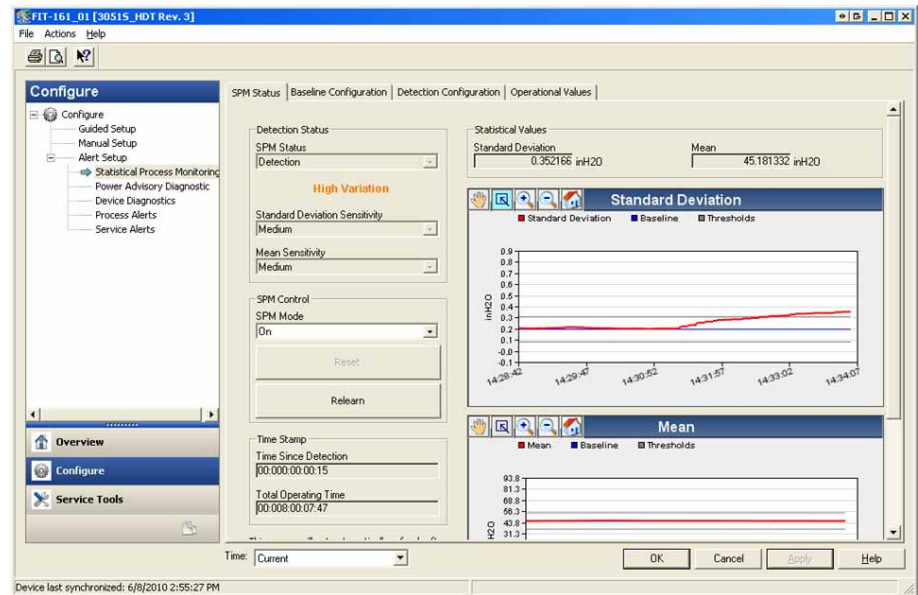 FIT-161_01 [3051S_HDT Rev. 3]
File Actions Help
Configure
Configure
Guided Setup
Manual Setup
Alert Setup
Statistical Process Monitoring
Power Advisory Diagnostic
Device Diagnostics
Process Alerts
Service Alerts
Overview
Configure
Service Tools
SPM Status Baseline Configuration Detection Configuration Operational Values
Detection Status
SPM Status
Detection
High Variation
Standard Deviation Sensitivity
Medium
Mean Sensitivity
Medium
SPM Control
SPM Mode
On
Reset
Relearn
Time Stamp
Time Since Detection
00:000:00:00:15
Total Operating Time
00:008:00:07:47
Statistical Values
Standard Deviation Mean
0.352166 inH2O 45.181332 inH2O
Standard Deviation
Standard Deviation Baseline Thresholds
inH2O
0.9
0.8
0.7
0.6
0.5
0.4
0.3
0.2
0.1
-0.0
-0.1
14:28:42 14:29:47 14:30:52 14:31:57 14:33:02 14:34:07
Mean
Mean Baseline Thresholds
93.8
81.3
68.8
56.3
43.8
31.3
Time: Current
OK Cancel Apply Help
Device last synchronized: 6/8/2010 2:55:27 PM